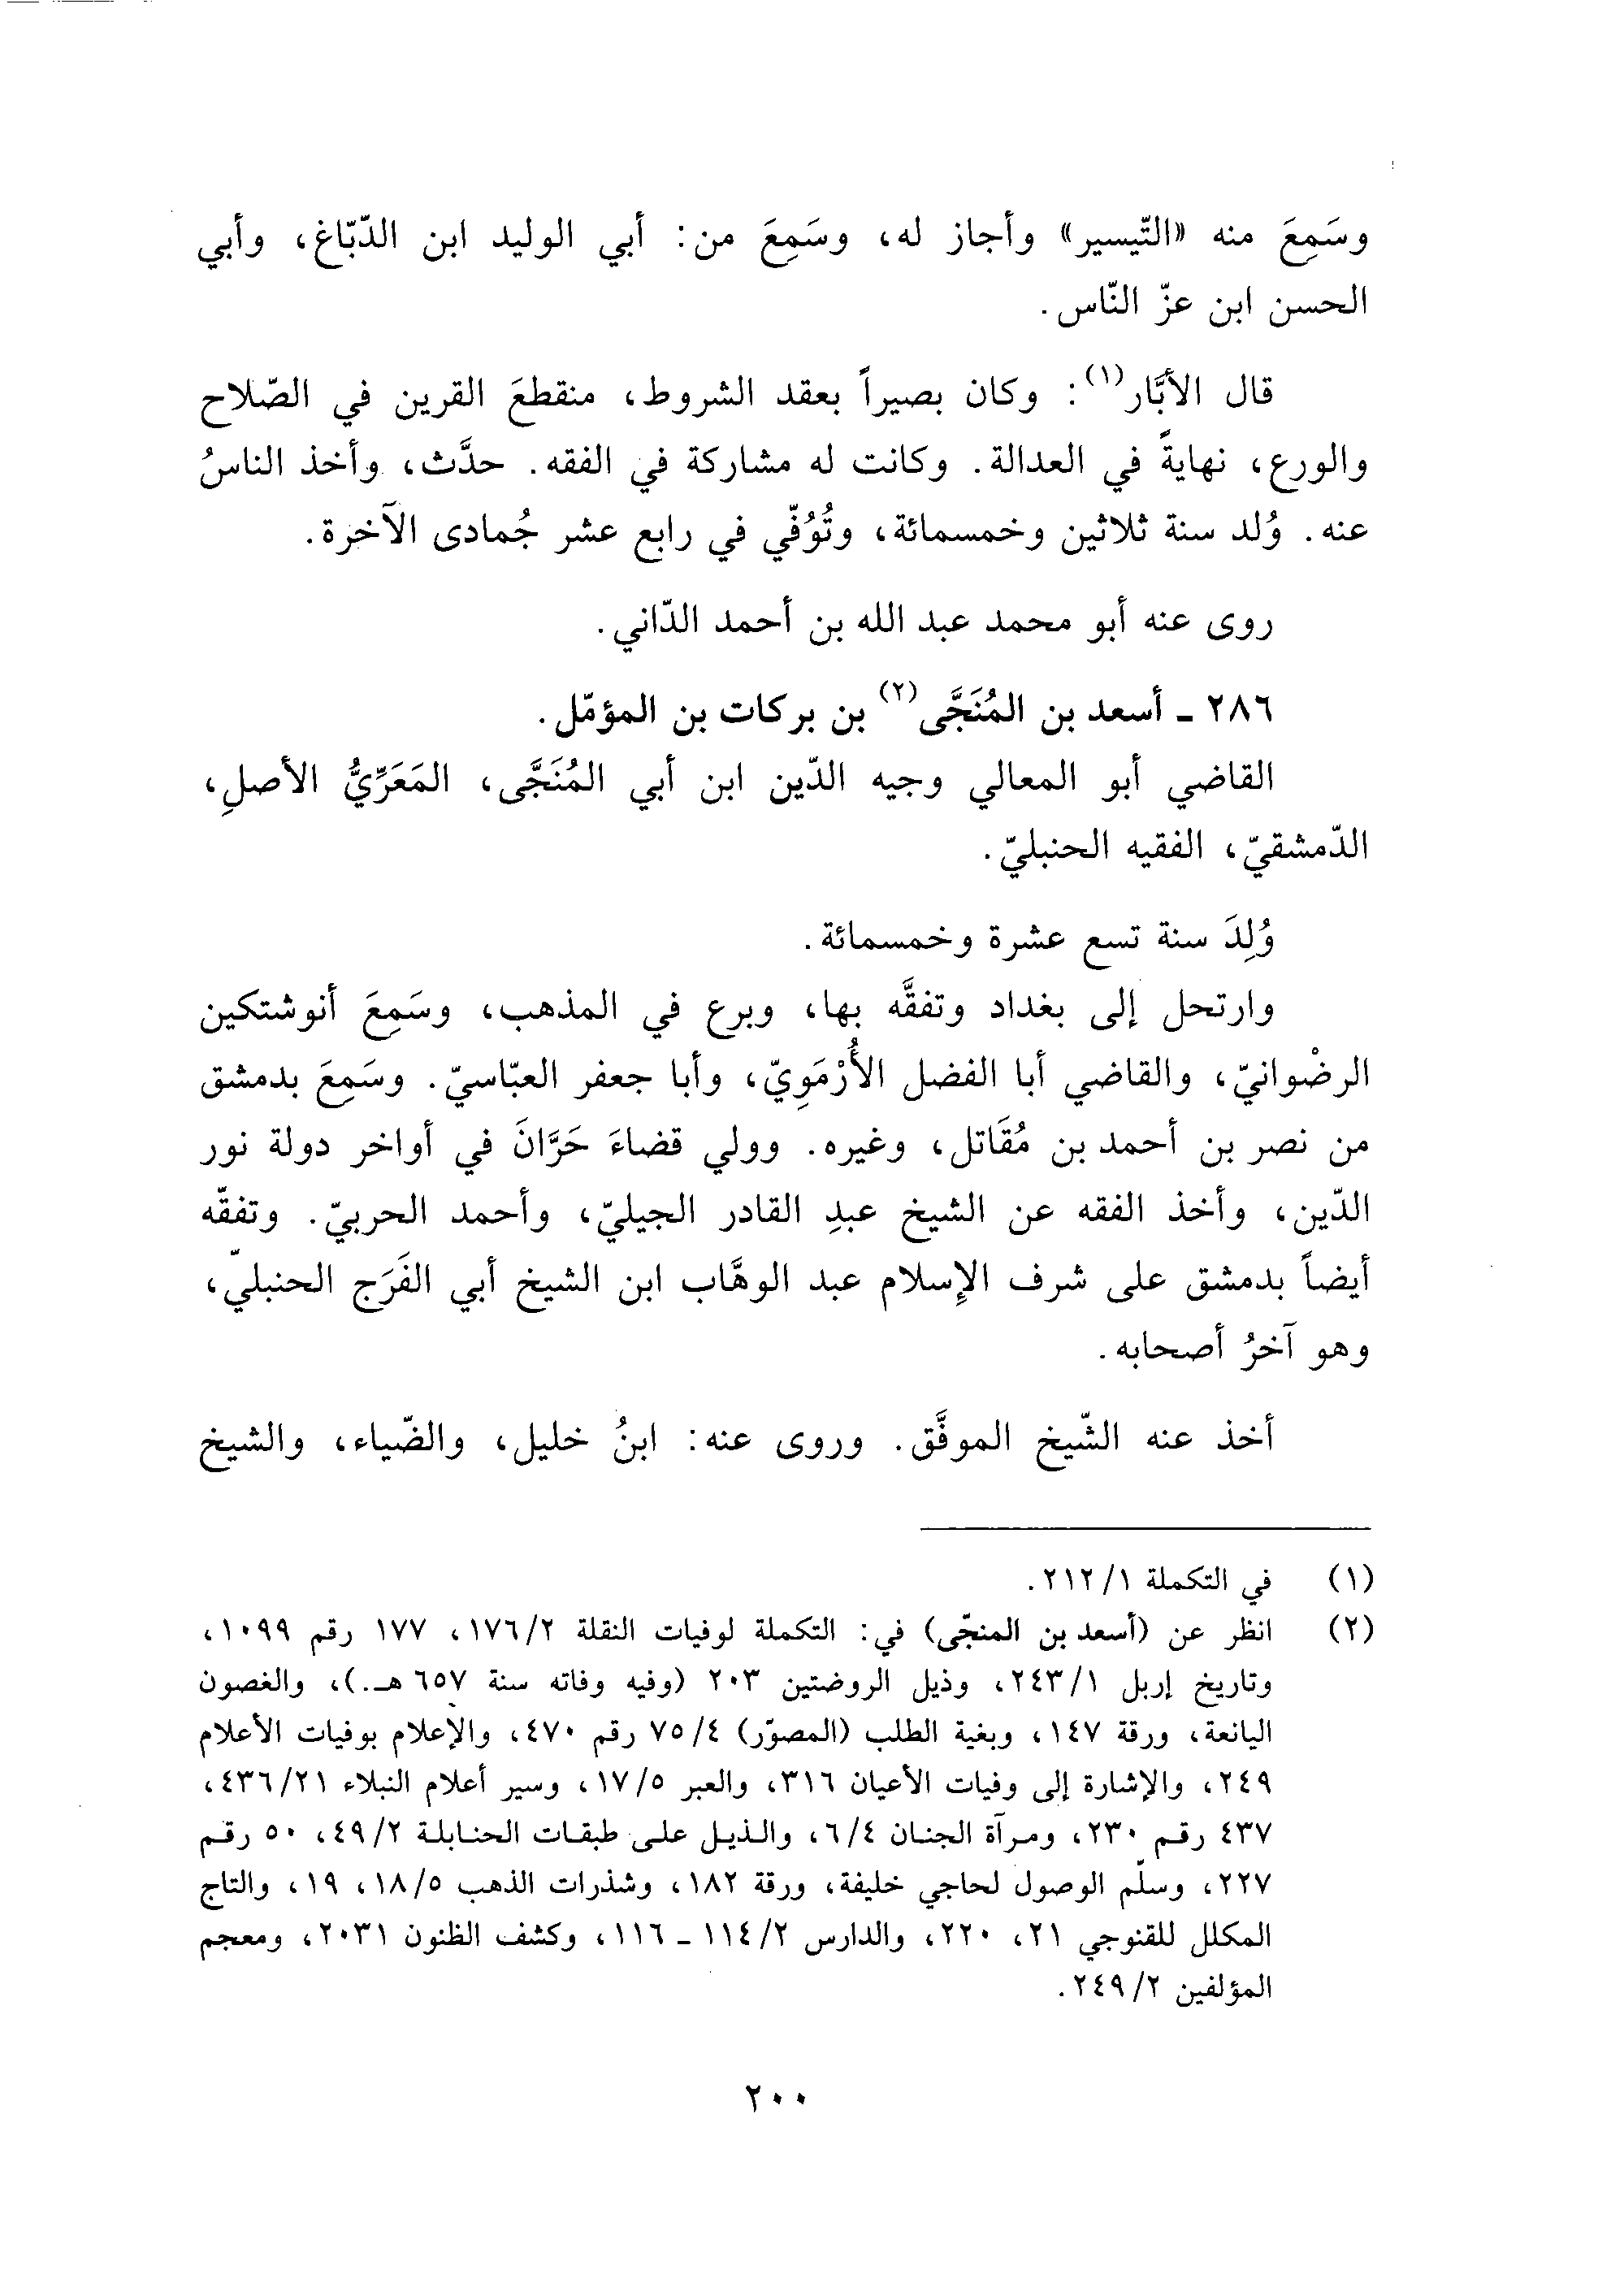 وسَمِعَ منه «التّيسير» وأجاز له، وسَمِعَ من: أبي الوليد ابن الدّبّاغ، وأبي
الحسن ابن عزّ النّاس.
قال الأبَّار(١): وكان بصيراً بعقد الشروط، منقطعَ القرين في الصّلاح
والورع، نهايةً في العدالة. وكانت له مشاركة في الفقه. حدَّث، وأخذ الناسُ
عنه. وُلد سنة ثلاثين وخمسمائة، وتُوُفّي في رابع عشر جُمادى الآخرة.
روى عنه أبو محمد عبد الله بن أحمد الدّاني.
٢٨٦ ـ أسعد بن المُنَجَّى(٢) بن بركات بن المؤمّل.
القاضي أبو المعالي وجيه الدّين ابن أبي المُنَجَّى، المَعَرِّيُّ الأصلِ،
الدّمشقيّ، الفقيه الحنبليّ.
وُلِدَ سنة تسع عشرة وخمسمائة.
وارتحل إلى بغداد وتفقَّه بها، وبرع في المذهب، وسَمِعَ أنوشتكين
الرضْوانيّ، والقاضي أبا الفضل الأُرْمَوِيّ، وأبا جعفر العبّاسيّ. وسَمِعَ بدمشق
من نصر بن أحمد بن مُقَاتل، وغيره. وولي قضاءَ حَرَّانَ في أواخر دولة نور
الدّين، وأخذ الفقه عن الشيخ عبدِ القادر الجيليّ، وأحمد الحربيّ. وتفقّه
أيضاً بدمشق على شرف الإسلام عبد الوهَّاب ابن الشيخ أبي الفَرَج الحنبليّ،
وهو آخرُ أصحابه.
أخذ عنه الشّيخ الموفَّق. وروى عنه: ابنُ خليل، والضّياء، والشيخ
(١) في التكملة ٢١٢/١.
(٢) انظر عن (أسعد بن المنجّى) في: التكملة لوفيات النقلة ١٧٦/٢، ١٧٧ رقم ١٠٩٩،
وتاريخ إربل ٢٤٣/١، وذيل الروضتين ٢٠٣ (وفيه وفاته سنة ٦٥٧ هـ.)، والغصون
اليانعة، ورقة ١٤٧، وبغية الطلب (المصوّر) ٧٥/٤ رقم ٤٧٠، والإعلام بوفيات الأعلام
٢٤٩، والإشارة إلى وفيات الأعيان ٣١٦، والعبر ١٧/٥، وسير أعلام النبلاء ٤٣٦/٢١،
٤٣٧ رقم ٢٣٠، ومرآة الجنان ٦/٤، والذيل على طبقات الحنابلة ٤٩/٢، ٥٠ رقم
٢٢٧، وسلّم الوصول لحاجي خليفة، ورقة ١٨٢، وشذرات الذهب ١٨/٥، ١٩، والتاج
المكلل للقنوجي ٢١، ٢٢٠، والدارس ١١٤/٢ ـ ١١٦، وكشف الظنون ٢٠٣١، ومعجم
المؤلفين ٢٤٩/٢.
٢٠٠